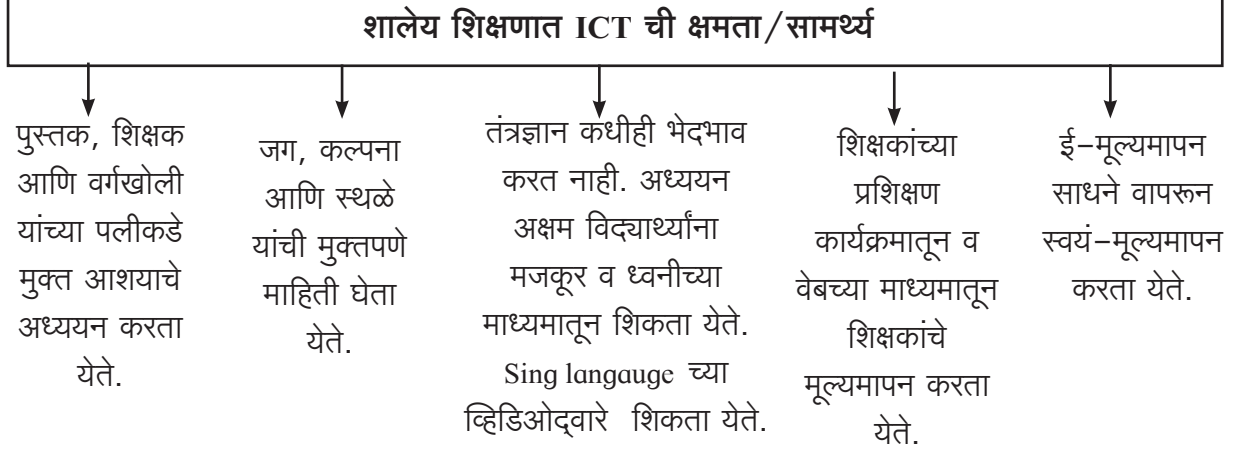 शालेय शिक्षणात ICT ची क्षमता/सामर्थ्य
पुस्तक, शिक्षक
आणि वर्गखोली
यांच्या पलीकडे
मुक्त आशयाचे
अध्ययन करता
येते.
जग, कल्पना
आणि स्थळे
यांची मुक्तपणे
माहिती घेता
येते.
तंत्रज्ञान कधीही भेदभाव
करत नाही. अध्ययन
अक्षम विद्यार्थ्यांना
मजकूर व ध्वनीच्या
माध्यमातून शिकता येते.
Sing langauge च्या
व्हिडिओद्‌वारे शिकता येते.
शिक्षकांच्या
प्रशिक्षण
कार्यक्रमातून व
वेबच्या माध्यमातून
शिक्षकांचे
मूल्यमापन करता
येते.
ई-मूल्यमापन
साधने वापरून
स्वयं-मूल्यमापन
करता येते.